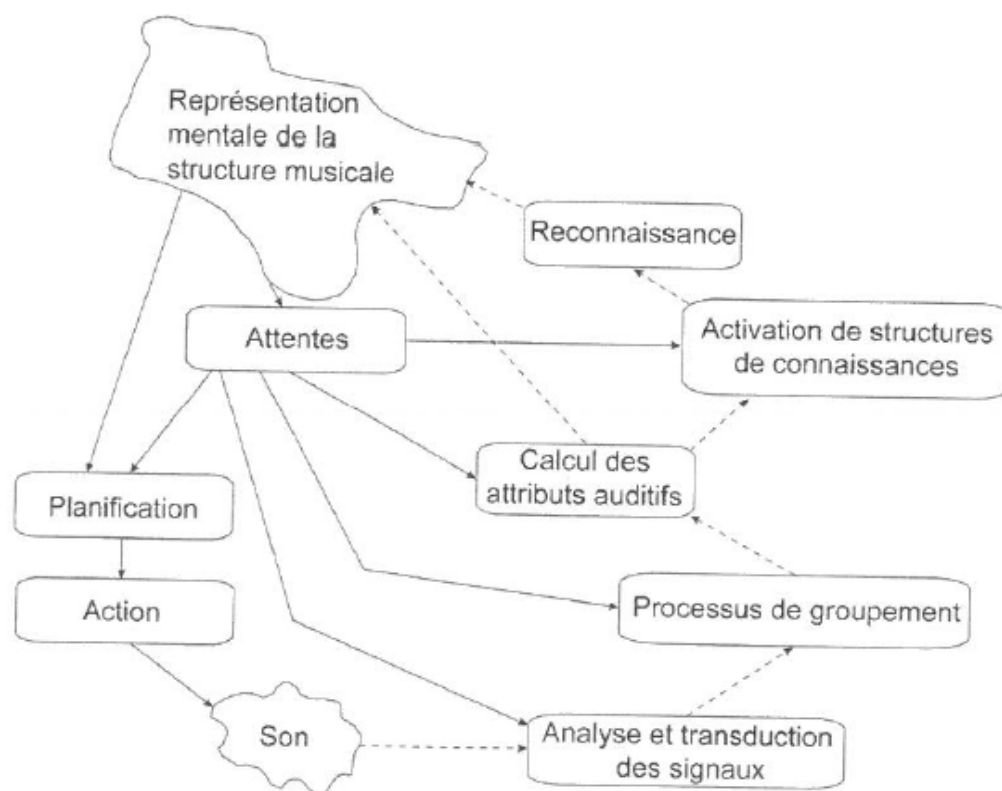 Représentation
mentale de la
structure musicale
Reconnaissance
Activation de structures
de connaissances
Attentes
Calcul des
attributs auditifs
Planification
Action
Processus de groupement
Son
Analyse et transduction
des signaux